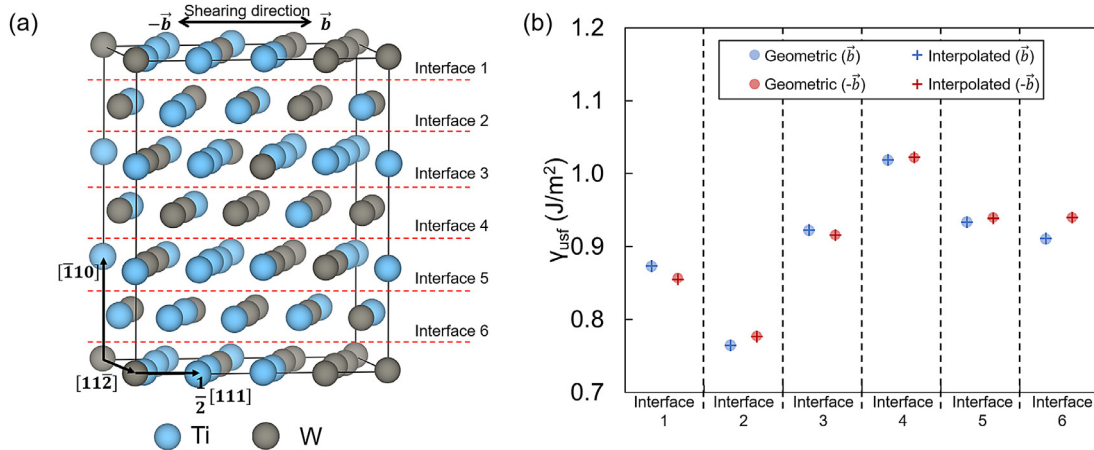 (a)
−b⃗ Shearing direction b⃗
Interface 1
Interface 2
Interface 3
Interface 4
Interface 5
Interface 6
[1̅10]
[112̅]
1/2[111]
Ti W
(b)
Geometric (b⃗) Interpolated (b⃗)
Geometric (-b⃗) Interpolated (-b⃗)
γusf (J/m²)
1.2
1.1
1.0
0.9
0.8
0.7
Interface Interface Interface Interface Interface Interface
1 2 3 4 5 6